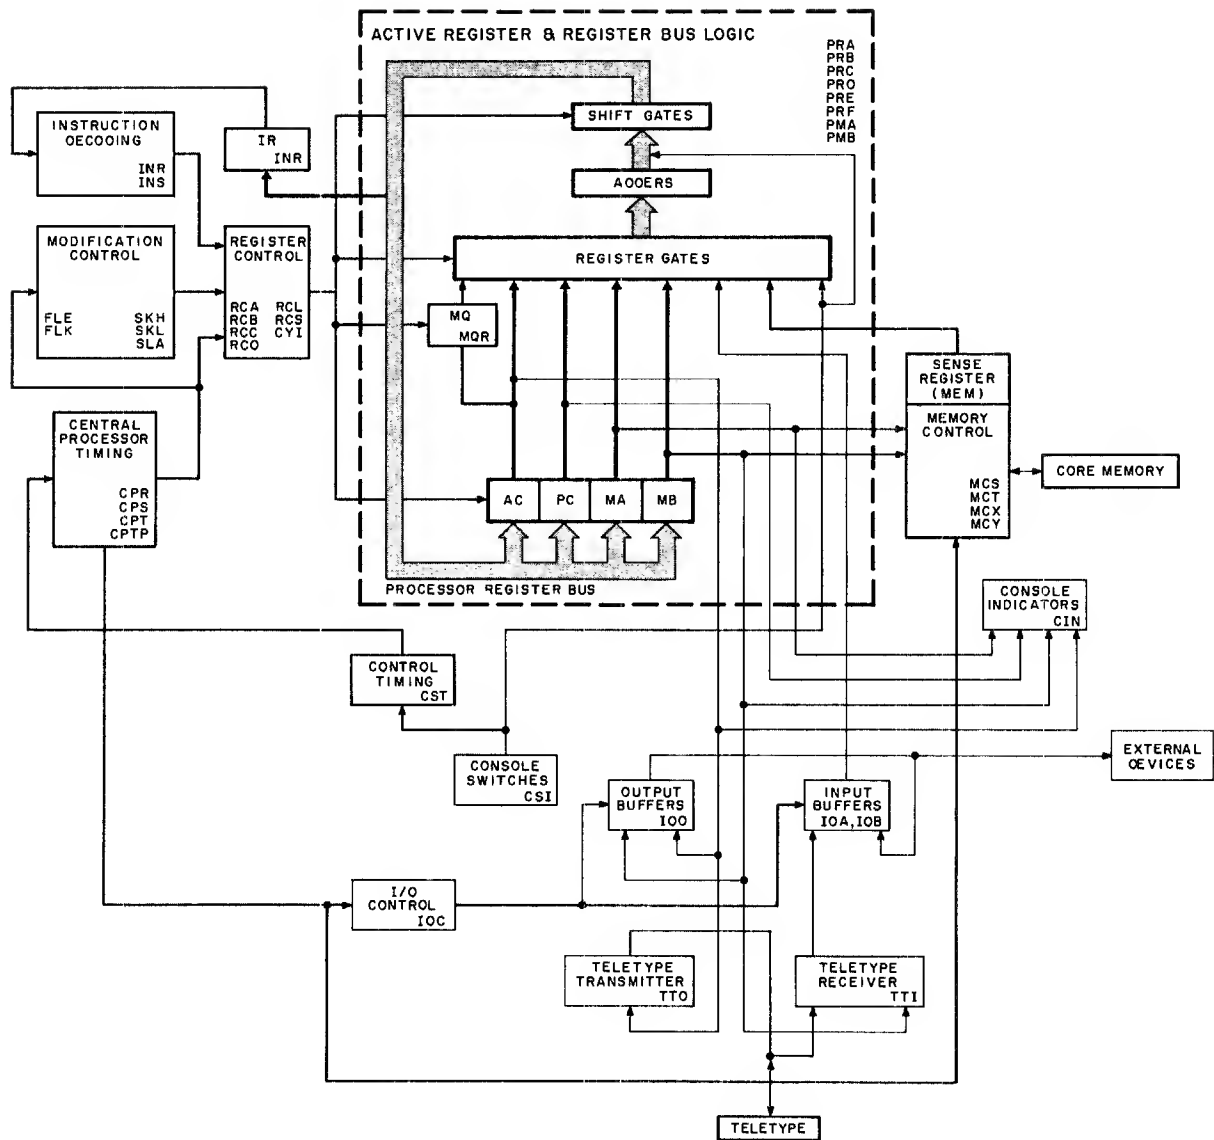 ACTIVE REGISTER & REGISTER BUS LOGIC
PRA
PRB
PRC
PRO
PRE
PRF
PMA
PMB
SHIFT GATES
INSTRUCTION
OECOOING
INR
INS
IR
INR
AOOERS
MODIFICATION
CONTROL
FLE
FLK
SKH
SKL
SLA
REGISTER
CONTROL
RCA
RCB
RCC
RCO
RCL
RCS
CYI
REGISTER GATES
MQ
MQR
SENSE
REGISTER
(MEM)
MEMORY
CONTROL
MCS
MCT
MCX
MCY
CORE MEMORY
CENTRAL
PROCESSOR
TIMING
CPR
CPS
CPT
CPTP
AC
PC
MA
MB
PROCESSOR REGISTER BUS
CONSOLE
INDICATORS
CIN
CONTROL
TIMING
CST
CONSOLE
SWITCHES
CSI
OUTPUT
BUFFERS
IOO
INPUT
BUFFERS
IOA, IOB
EXTERNAL
OEVICES
I/O
CONTROL
IOC
TELETYPE
TRANSMITTER
TTO
TELETYPE
RECEIVER
TTI
TELETYPE